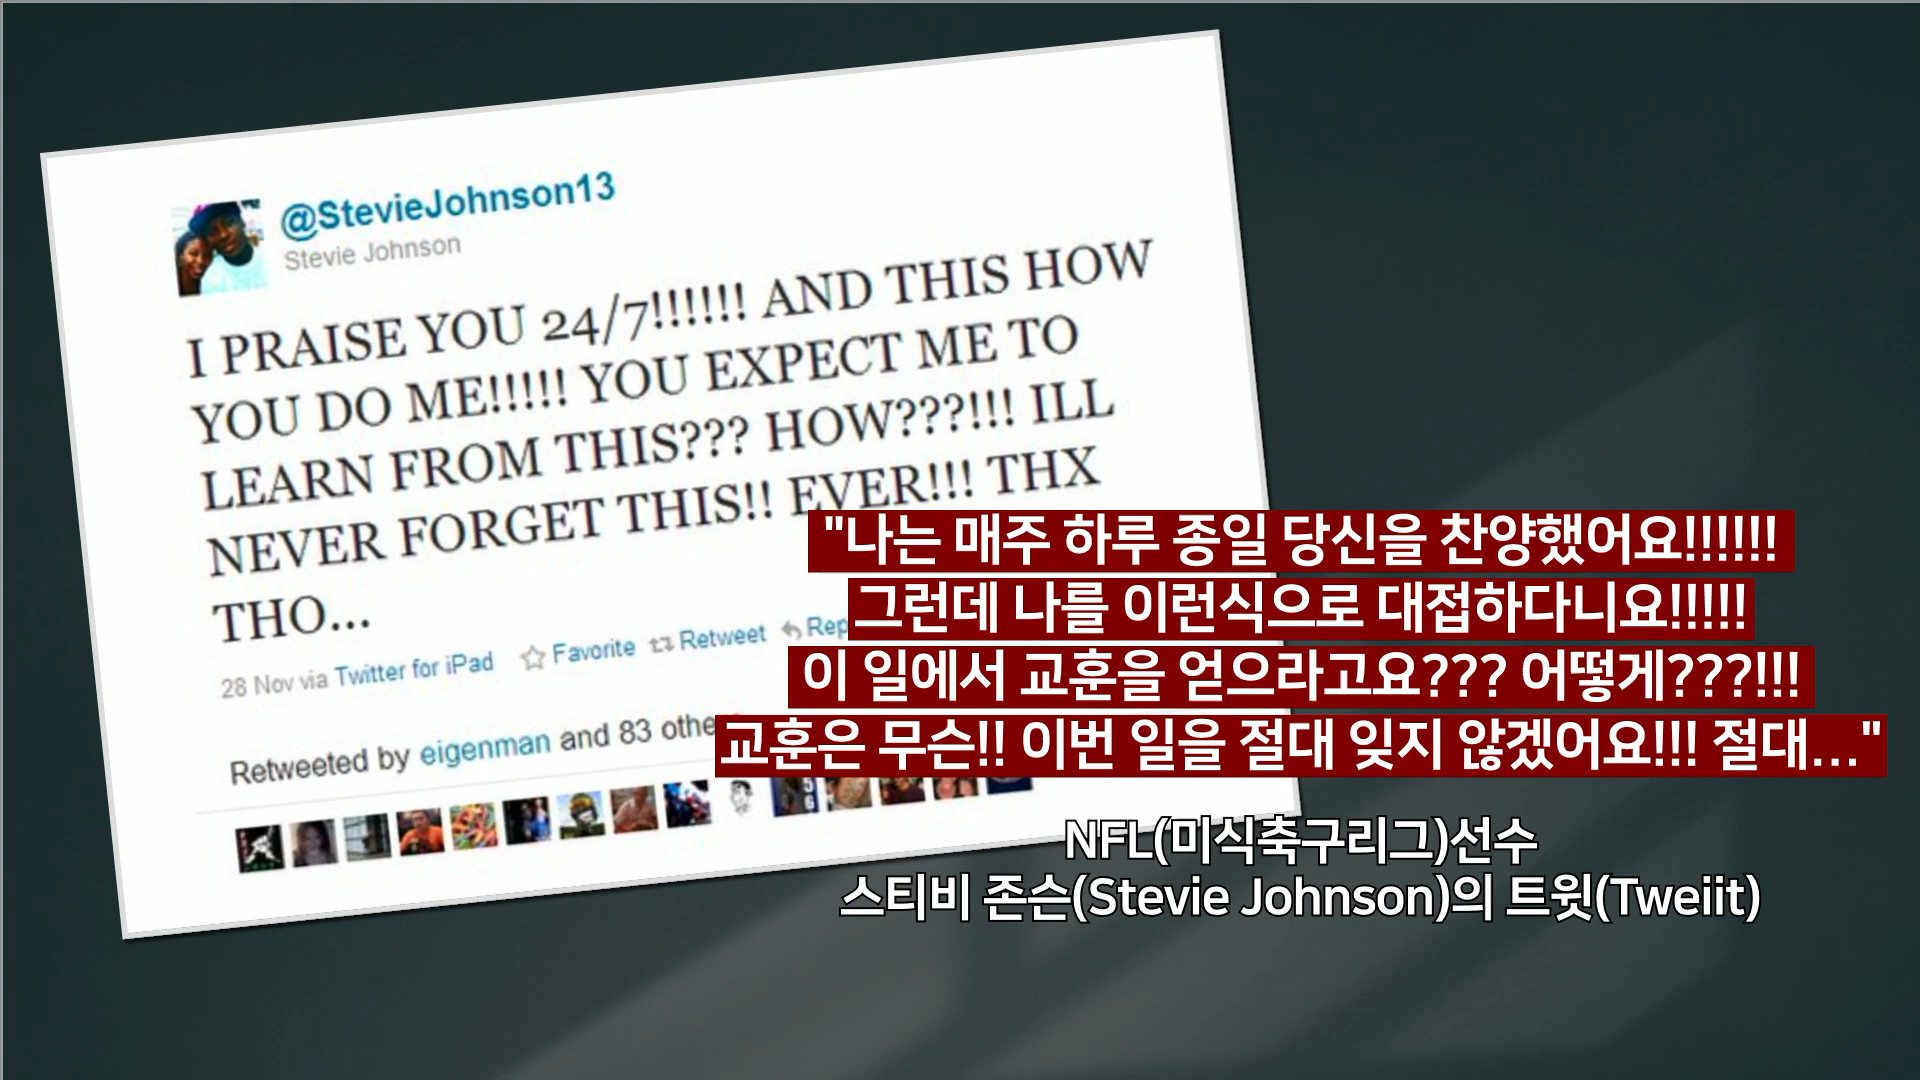 @StevieJohnson13
Stevie Johnson
I PRAISE YOU 24/7!!!!!! AND THIS HOW
YOU DO ME!!!!! YOU EXPECT ME TO
LEARN FROM THIS??? HOW???!!! ILL
NEVER FORGET THIS!! EVER!!! THX
THO...
28 Nov via Twitter for iPad Favorite Retweet
Retweeted by eigenman and 83
"나는 매주 하루 종일 당신을 찬양했어요!!!!!!
그런데 나를 이런식으로 대접하다니요!!!!!
이 일에서 교훈을 얻으라고요??? 어떻게???!!!
교훈은 무슨!! 이번 일을 절대 잊지 않겠어요!!! 절대..."
NFL(미식축구리그)선수
스티비 존슨(Stevie Johnson)의 트윗(Tweiit)